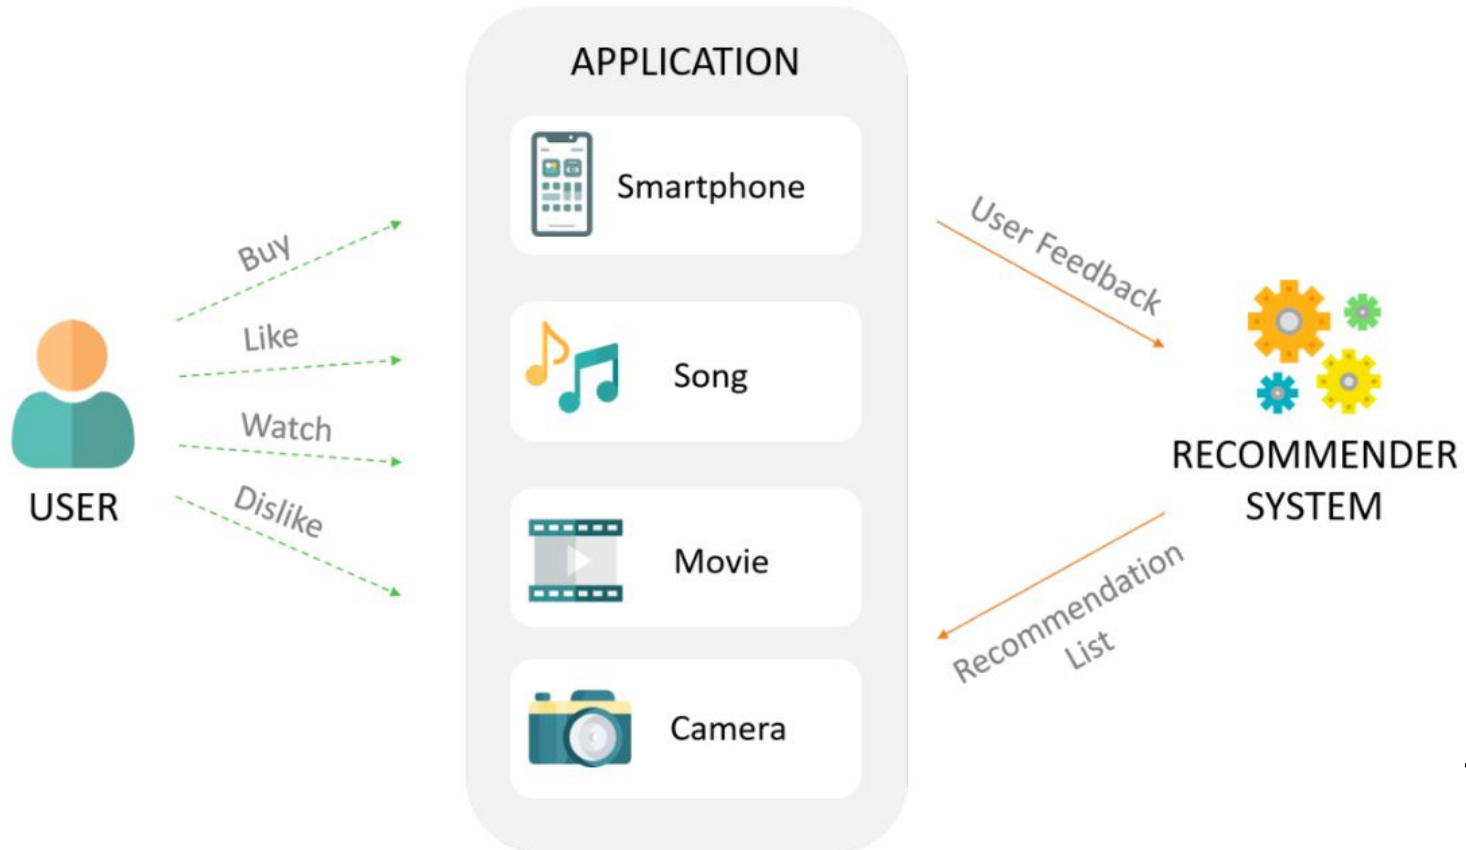 APPLICATION
Smartphone
Song
Movie
Camera
Buy
Like
Watch
Dislike
USER
User Feedback
RECOMMENDER
SYSTEM
Recommendation
List